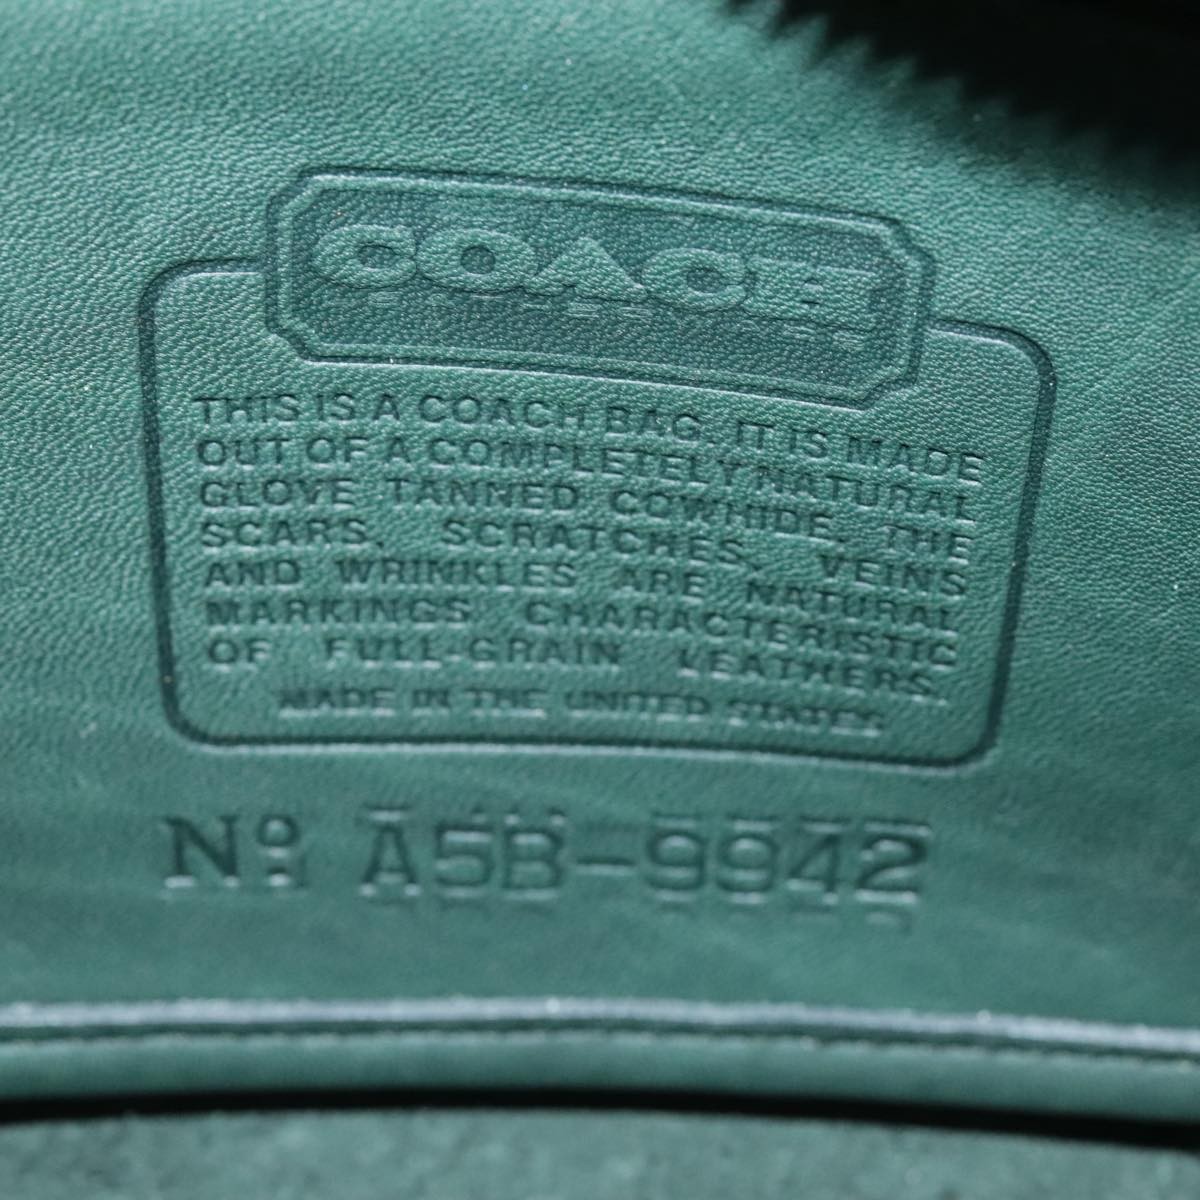 COACH
THIS IS A COACH BAG. IT IS MADE
OUT OF A COMPLETELY NATURAL
GLOVE TANNED COWHIDE. THE
SCARS, SCRATCHES, VEINS
AND WRINKLES ARE NATURAL
MARKINGS CHARACTERISTIC
OF FULL-GRAIN LEATHERS.
MADE IN THE UNITED STATES
No A5B-9942